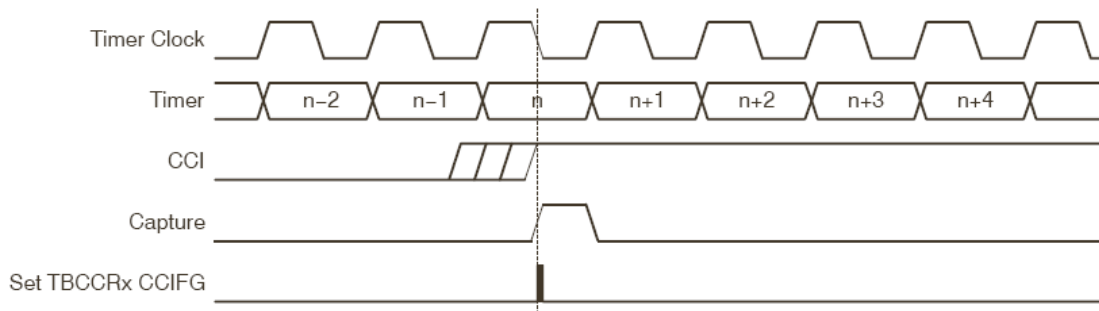 Timer Clock
Timer n−2 n−1 n n+1 n+2 n+3 n+4
CCI
Capture
Set TBCCRx CCIFG